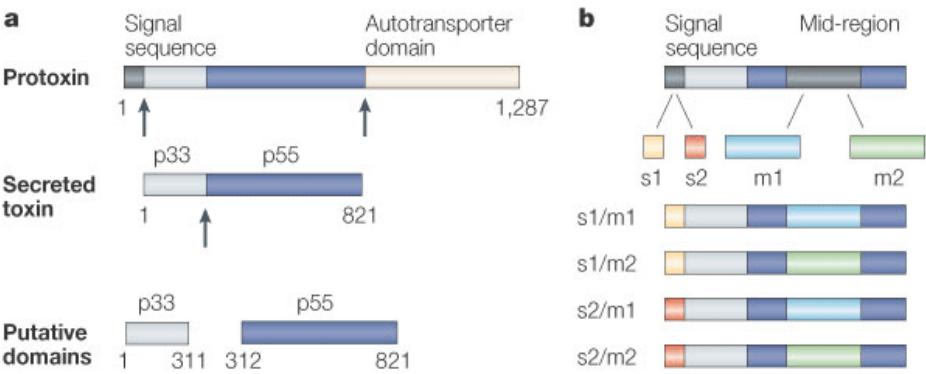 a
Signal
sequence
Autotransporter
domain
Protoxin
1
1,287
p33
p55
Secreted
toxin
1
821
p33
p55
Putative
domains
1
311
312
821
b
Signal
sequence
Mid-region
s1
s2
m1
m2
s1/m1
s1/m2
s2/m1
s2/m2